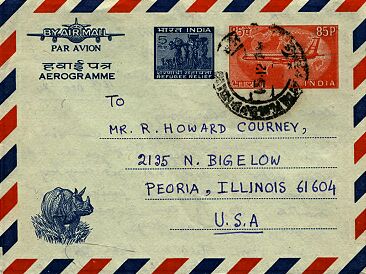 BY AIR MAIL
PAR AVION
हवाई पत्र
AEROGRAMME
भारत INDIA
REFUGEE RELIEF
85P
INDIA
TO
MR. R. HOWARD COURNEY,
2135 N. BIGELOW
PEORIA, ILLINOIS 61604
U.S.A